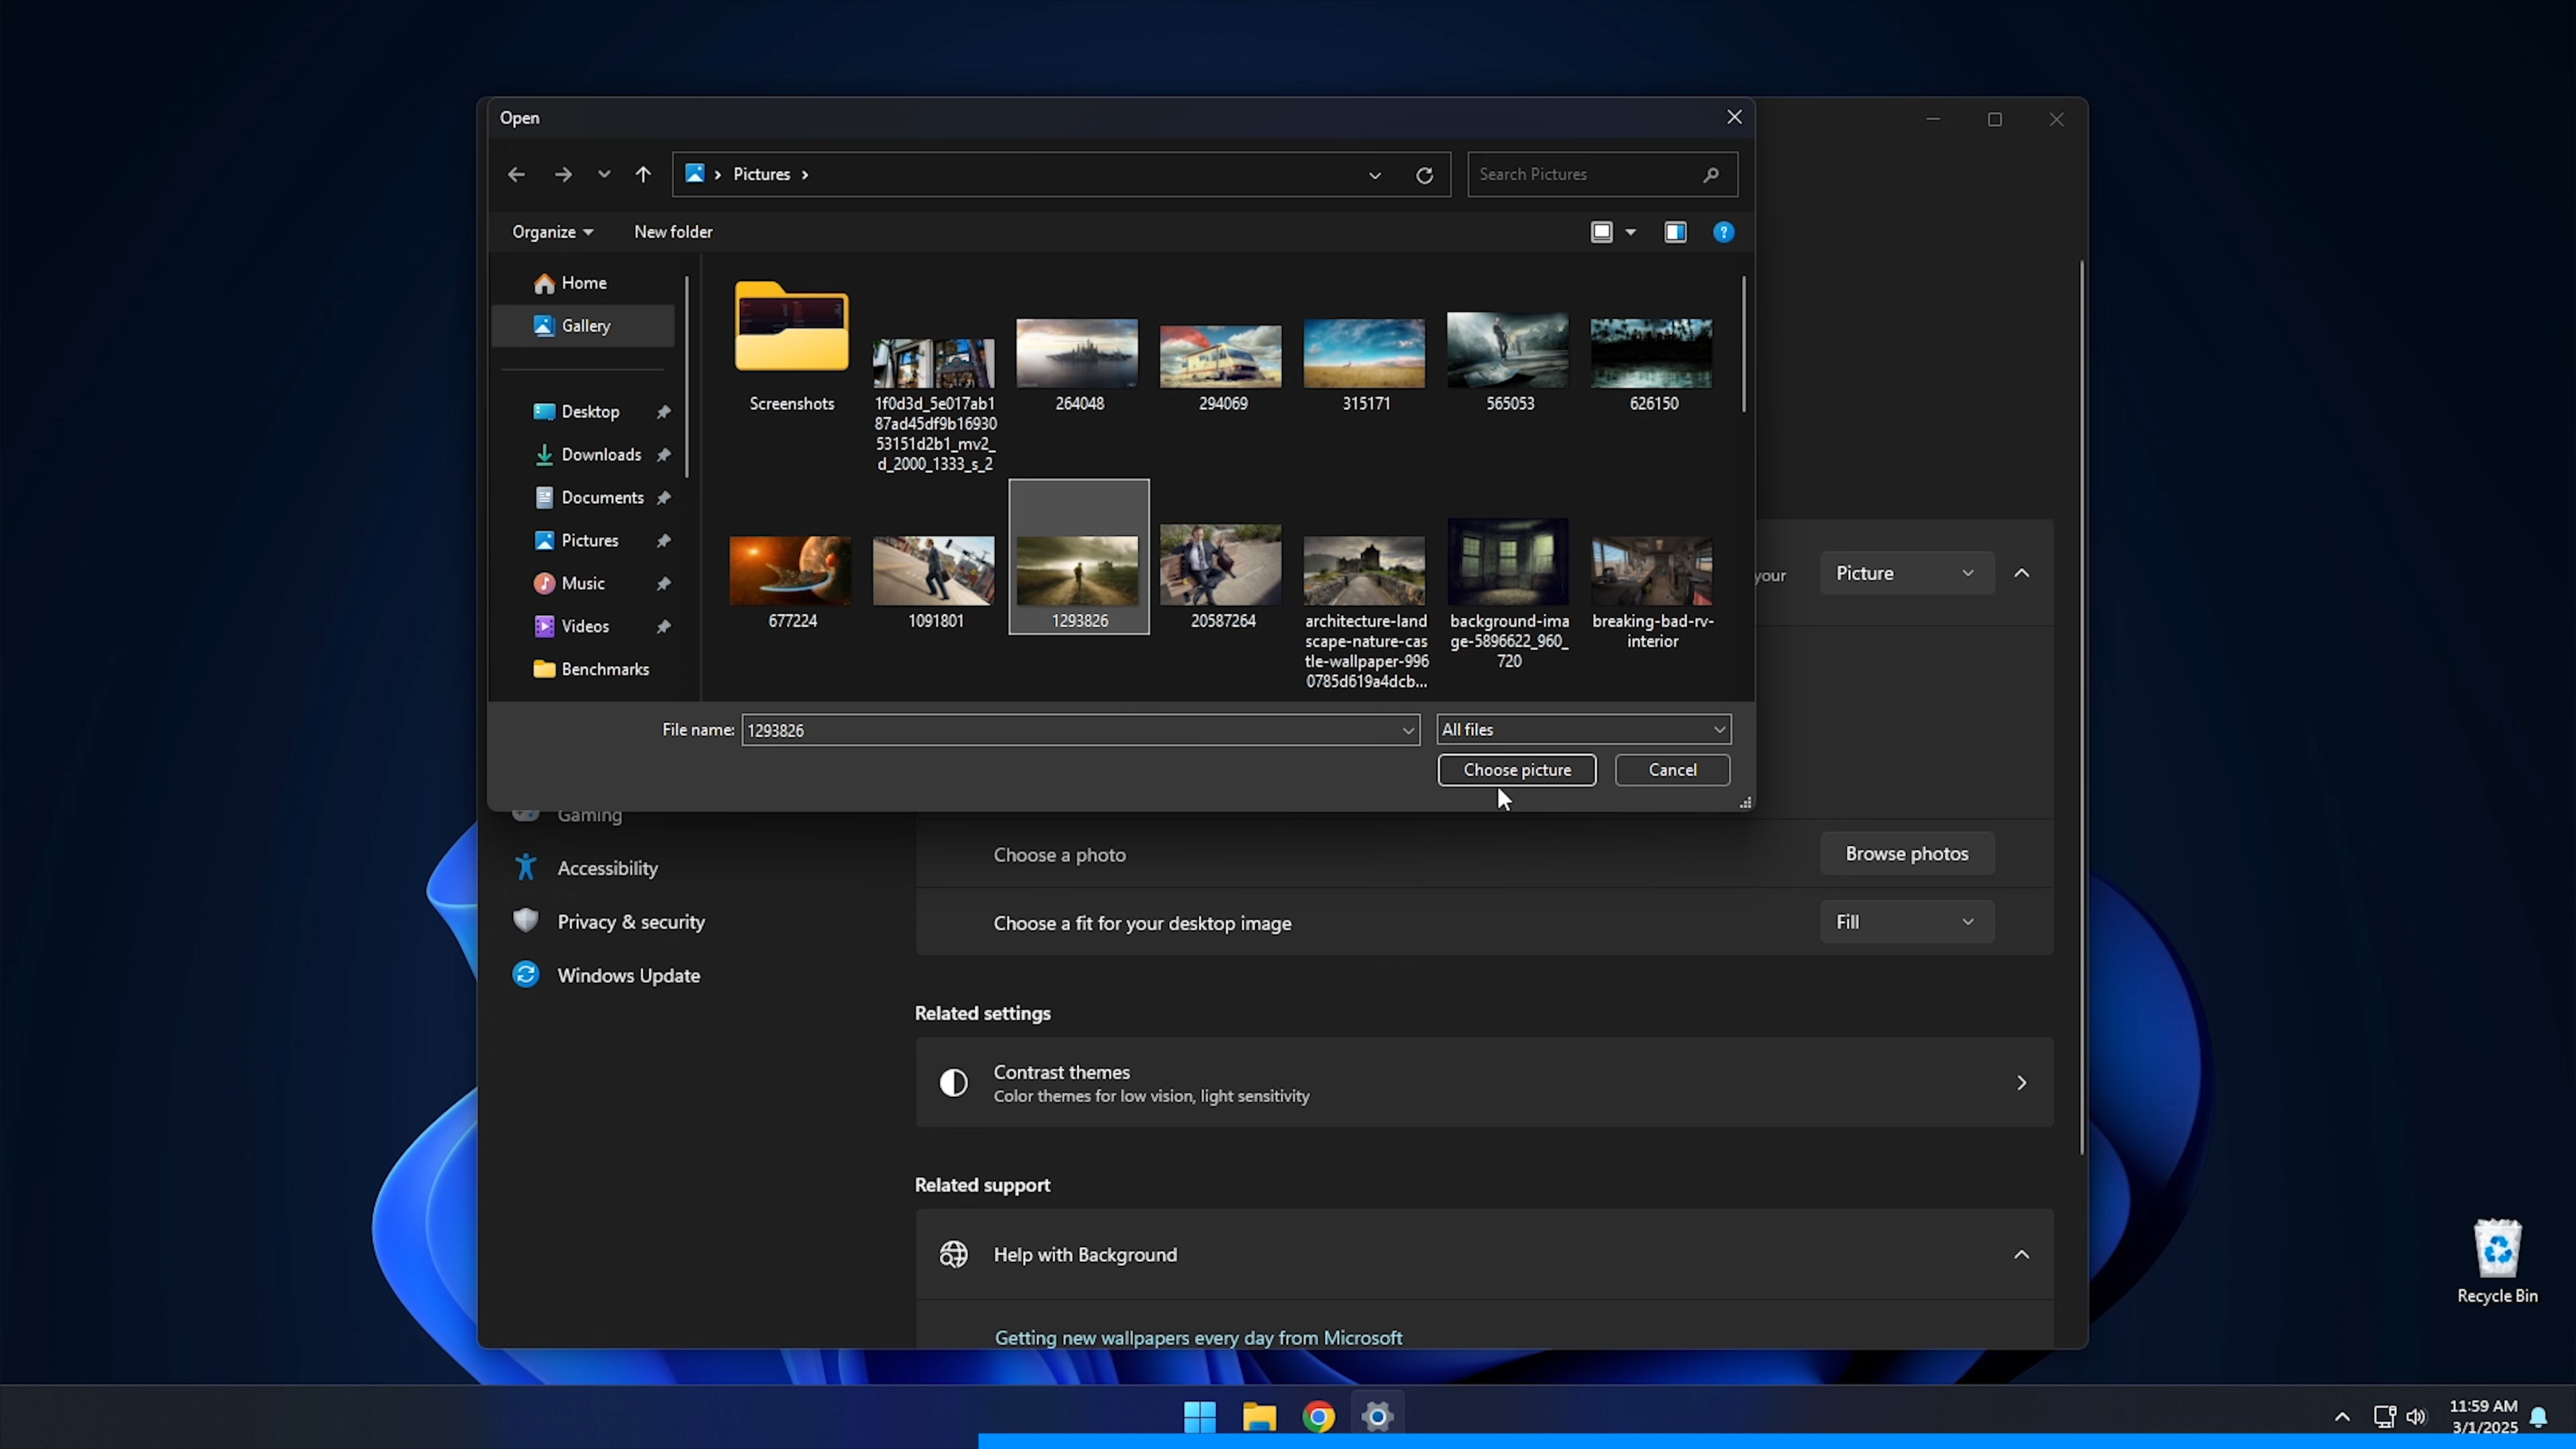 Open
Pictures
Search Pictures
Organize
New folder
Home
Gallery
Desktop
Downloads
Documents
Pictures
Music
Videos
Benchmarks
Screenshots
1f0d3d_5e017ab1
87ad45df9b16930
53151d2b1_mv2_
d_2000_1333_s_2
264048
294069
315171
565053
626150
677224
1091801
1293826
20587264
architecture-land
scape-nature-cas
tle-wallpaper-996
0785d619a4dcb...
background-ima
ge-5896622_960_
720
breaking-bad-rv-
interior
File name: 1293826
All files
Choose picture
Cancel
your
Picture
Gaming
Accessibility
Privacy & security
Windows Update
Choose a photo
Browse photos
Choose a fit for your desktop image
Fill
Related settings
Contrast themes
Color themes for low vision, light sensitivity
Related support
Help with Background
Getting new wallpapers every day from Microsoft
Recycle Bin
11:59 AM
3/1/2025